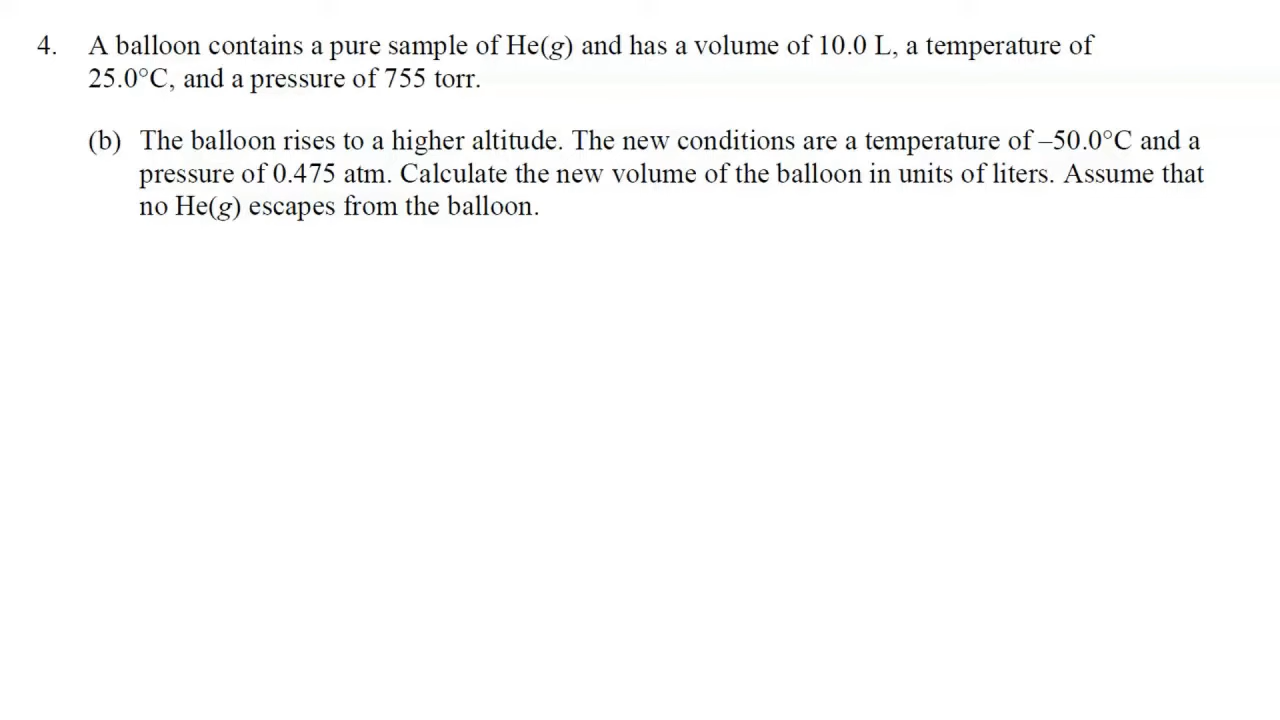 4. A balloon contains a pure sample of He(g) and has a volume of 10.0 L, a temperature of
25.0°C, and a pressure of 755 torr.
(b) The balloon rises to a higher altitude. The new conditions are a temperature of –50.0°C and a
pressure of 0.475 atm. Calculate the new volume of the balloon in units of liters. Assume that
no He(g) escapes from the balloon.